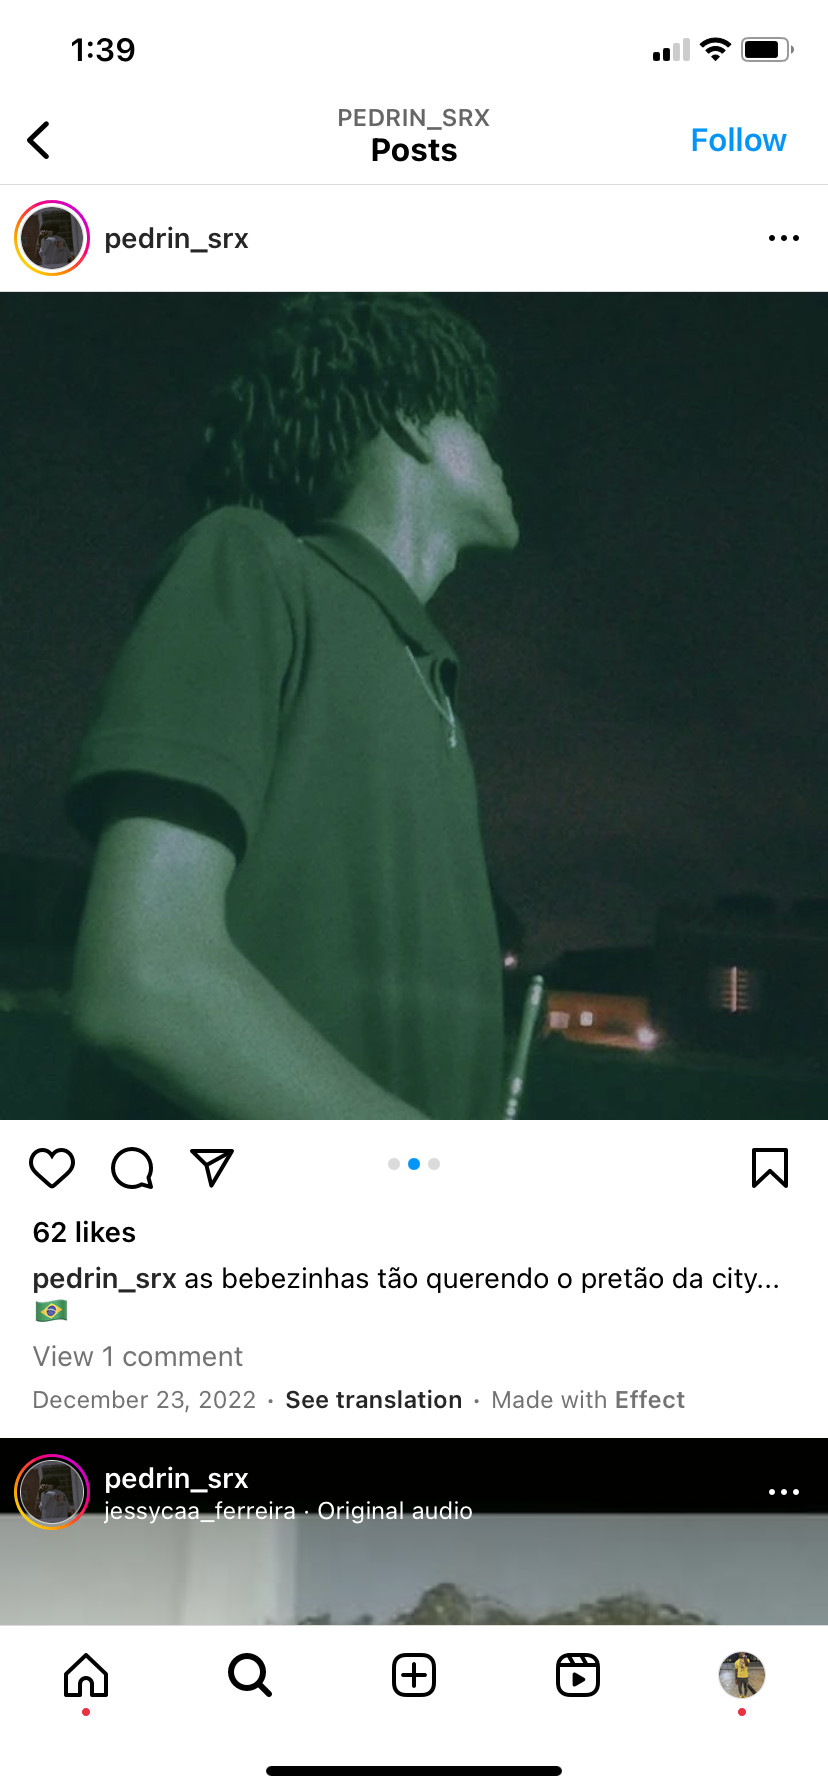 1:39
PEDRIN_SRX
Posts
Follow
pedrin_srx
62 likes
pedrin_srx as bebezinhas tão querendo o pretão da city...
🇧🇷
View 1 comment
December 23, 2022 · See translation · Made with Effect
pedrin_srx
jessycaa_ferreira · Original audio